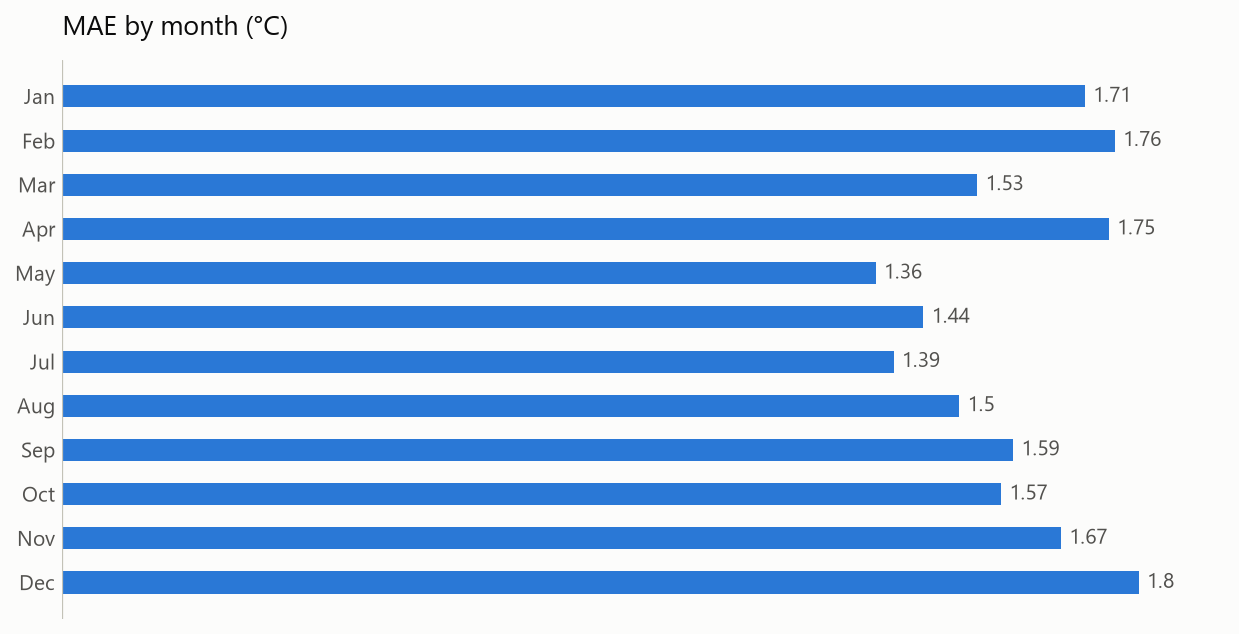 MAE by month (°C)
Jan 1.71
Feb 1.76
Mar 1.53
Apr 1.75
May 1.36
Jun 1.44
Jul 1.39
Aug 1.5
Sep 1.59
Oct 1.57
Nov 1.67
Dec 1.8